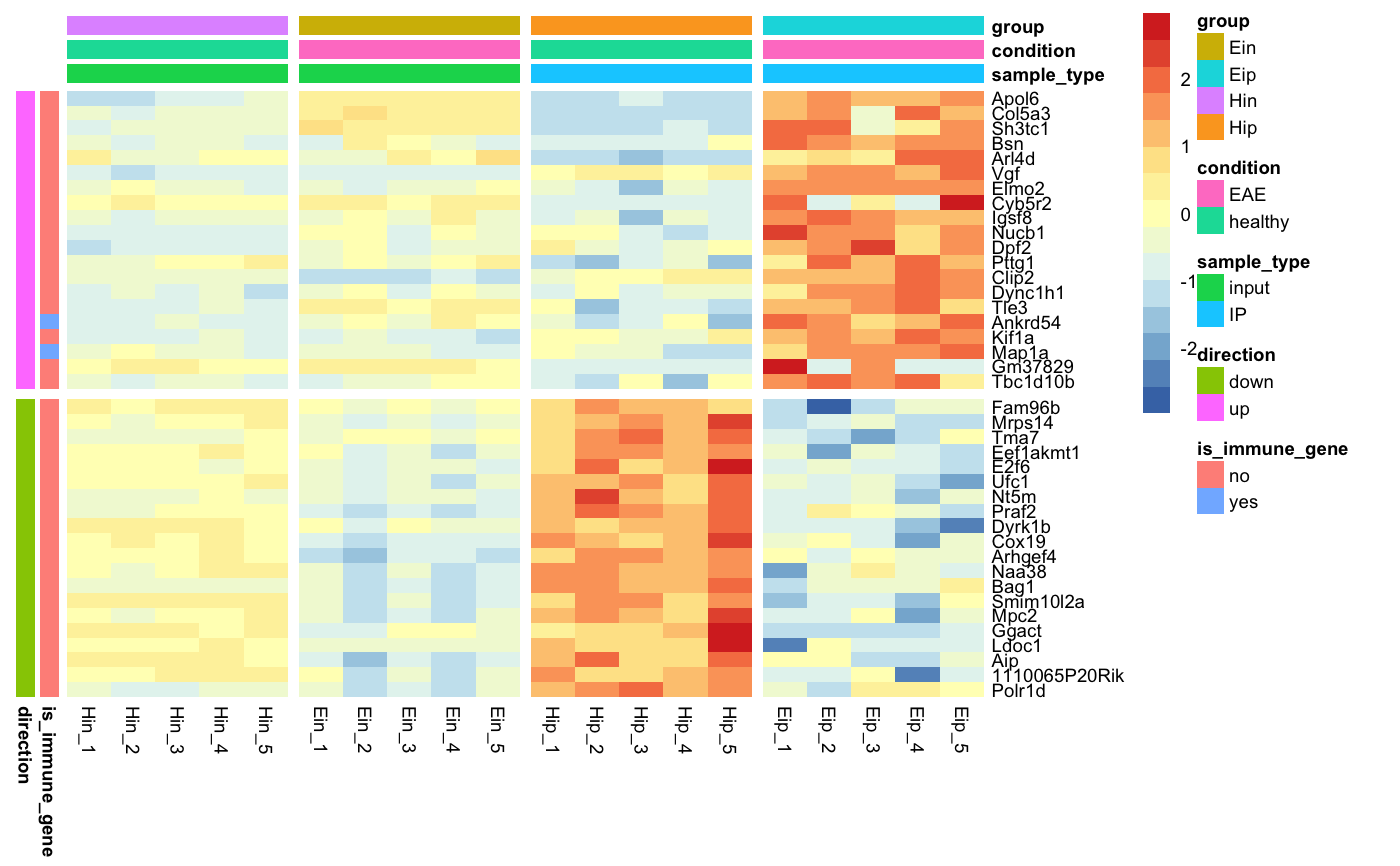 group
condition
sample_type
Apol6
Col5a3
Sh3tc1
Bsn
Arl4d
Vgf
Elmo2
Cyb5r2
Igsf8
Nucb1
Dpf2
Pttg1
Clip2
Dync1h1
Tle3
Ankrd54
Kif1a
Map1a
Gm37829
Tbc1d10b
Fam96b
Mrps14
Tma7
Eef1akmt1
E2f6
Ufc1
Nt5m
Praf2
Dyrk1b
Cox19
Arhgef4
Naa38
Bag1
Smim10l2a
Mpc2
Ggact
Ldoc1
Aip
1110065P20Rik
Polr1d
direction
is_immune_gene
Hin_1
Hin_2
Hin_3
Hin_4
Hin_5
Ein_1
Ein_2
Ein_3
Ein_4
Ein_5
Hip_1
Hip_2
Hip_3
Hip_4
Hip_5
Eip_1
Eip_2
Eip_3
Eip_4
Eip_5
2
1
0
-1
-2
group
Ein
Eip
Hin
Hip
condition
EAE
healthy
sample_type
input
IP
direction
down
up
is_immune_gene
no
yes